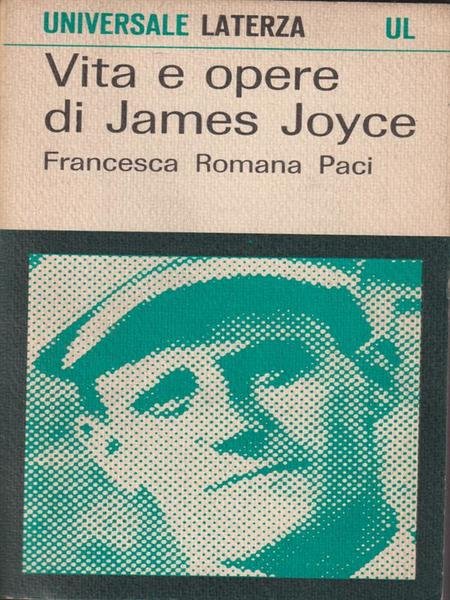 UNIVERSALE LATERZA UL
Vita e opere
di James Joyce
Francesca Romana Paci